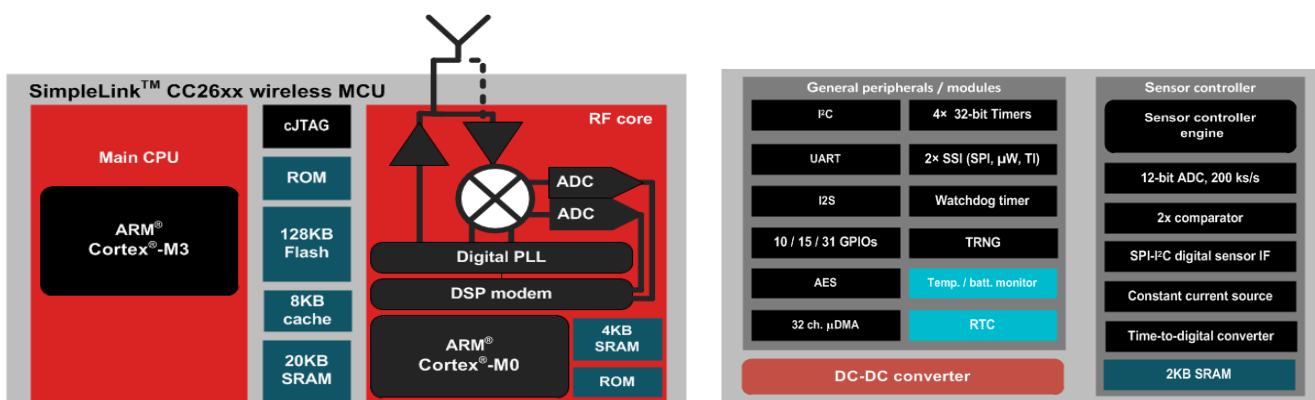 SimpleLink™ CC26xx wireless MCU
Main CPU
ARM®
Cortex®-M3
cJTAG
ROM
128KB
Flash
8KB
cache
20KB
SRAM
RF core
ADC
ADC
Digital PLL
DSP modem
ARM®
Cortex®-M0
4KB
SRAM
ROM
General peripherals / modules
I²C
4× 32-bit Timers
UART
2× SSI (SPI, µW, TI)
I2S
Watchdog timer
10 / 15 / 31 GPIOs
TRNG
AES
Temp. / batt. monitor
32 ch. µDMA
RTC
DC-DC converter
Sensor controller
Sensor controller
engine
12-bit ADC, 200 ks/s
2x comparator
SPI-I²C digital sensor IF
Constant current source
Time-to-digital converter
2KB SRAM